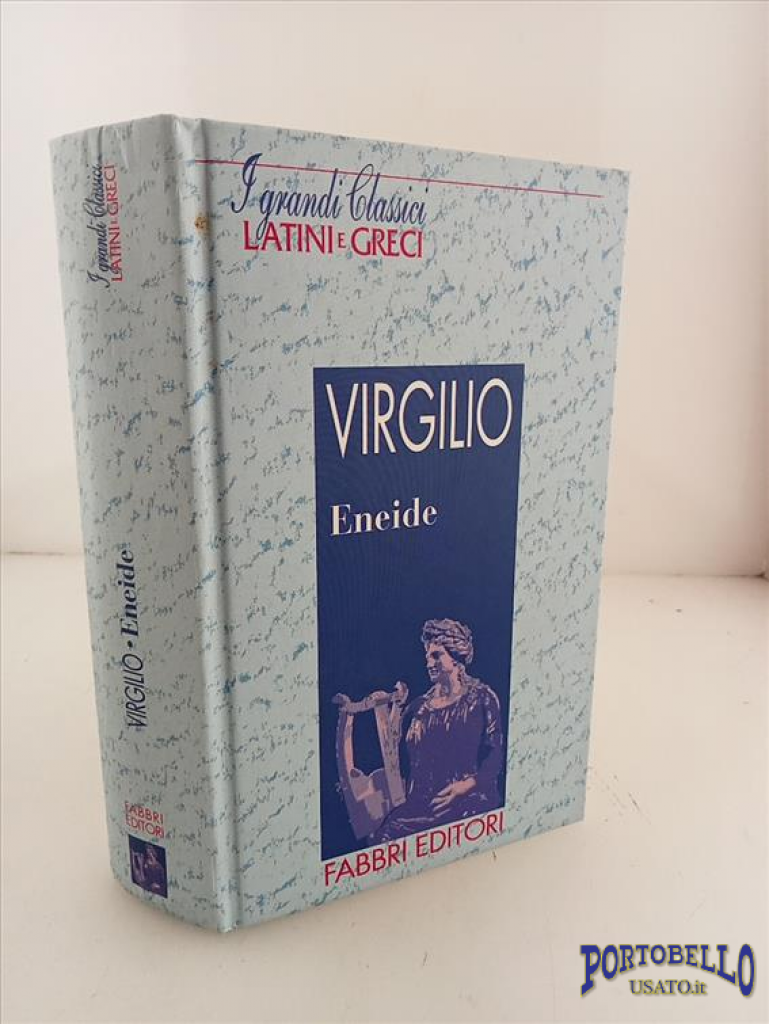 I grandi Classici
LATINI E GRECI
VIRGILIO
Eneide
FABBRI EDITORI
I grandi Classici
LATINI E GRECI
VIRGILIO • Eneide
FABBRI
EDITORI
PORTOBELLO
USATO.it